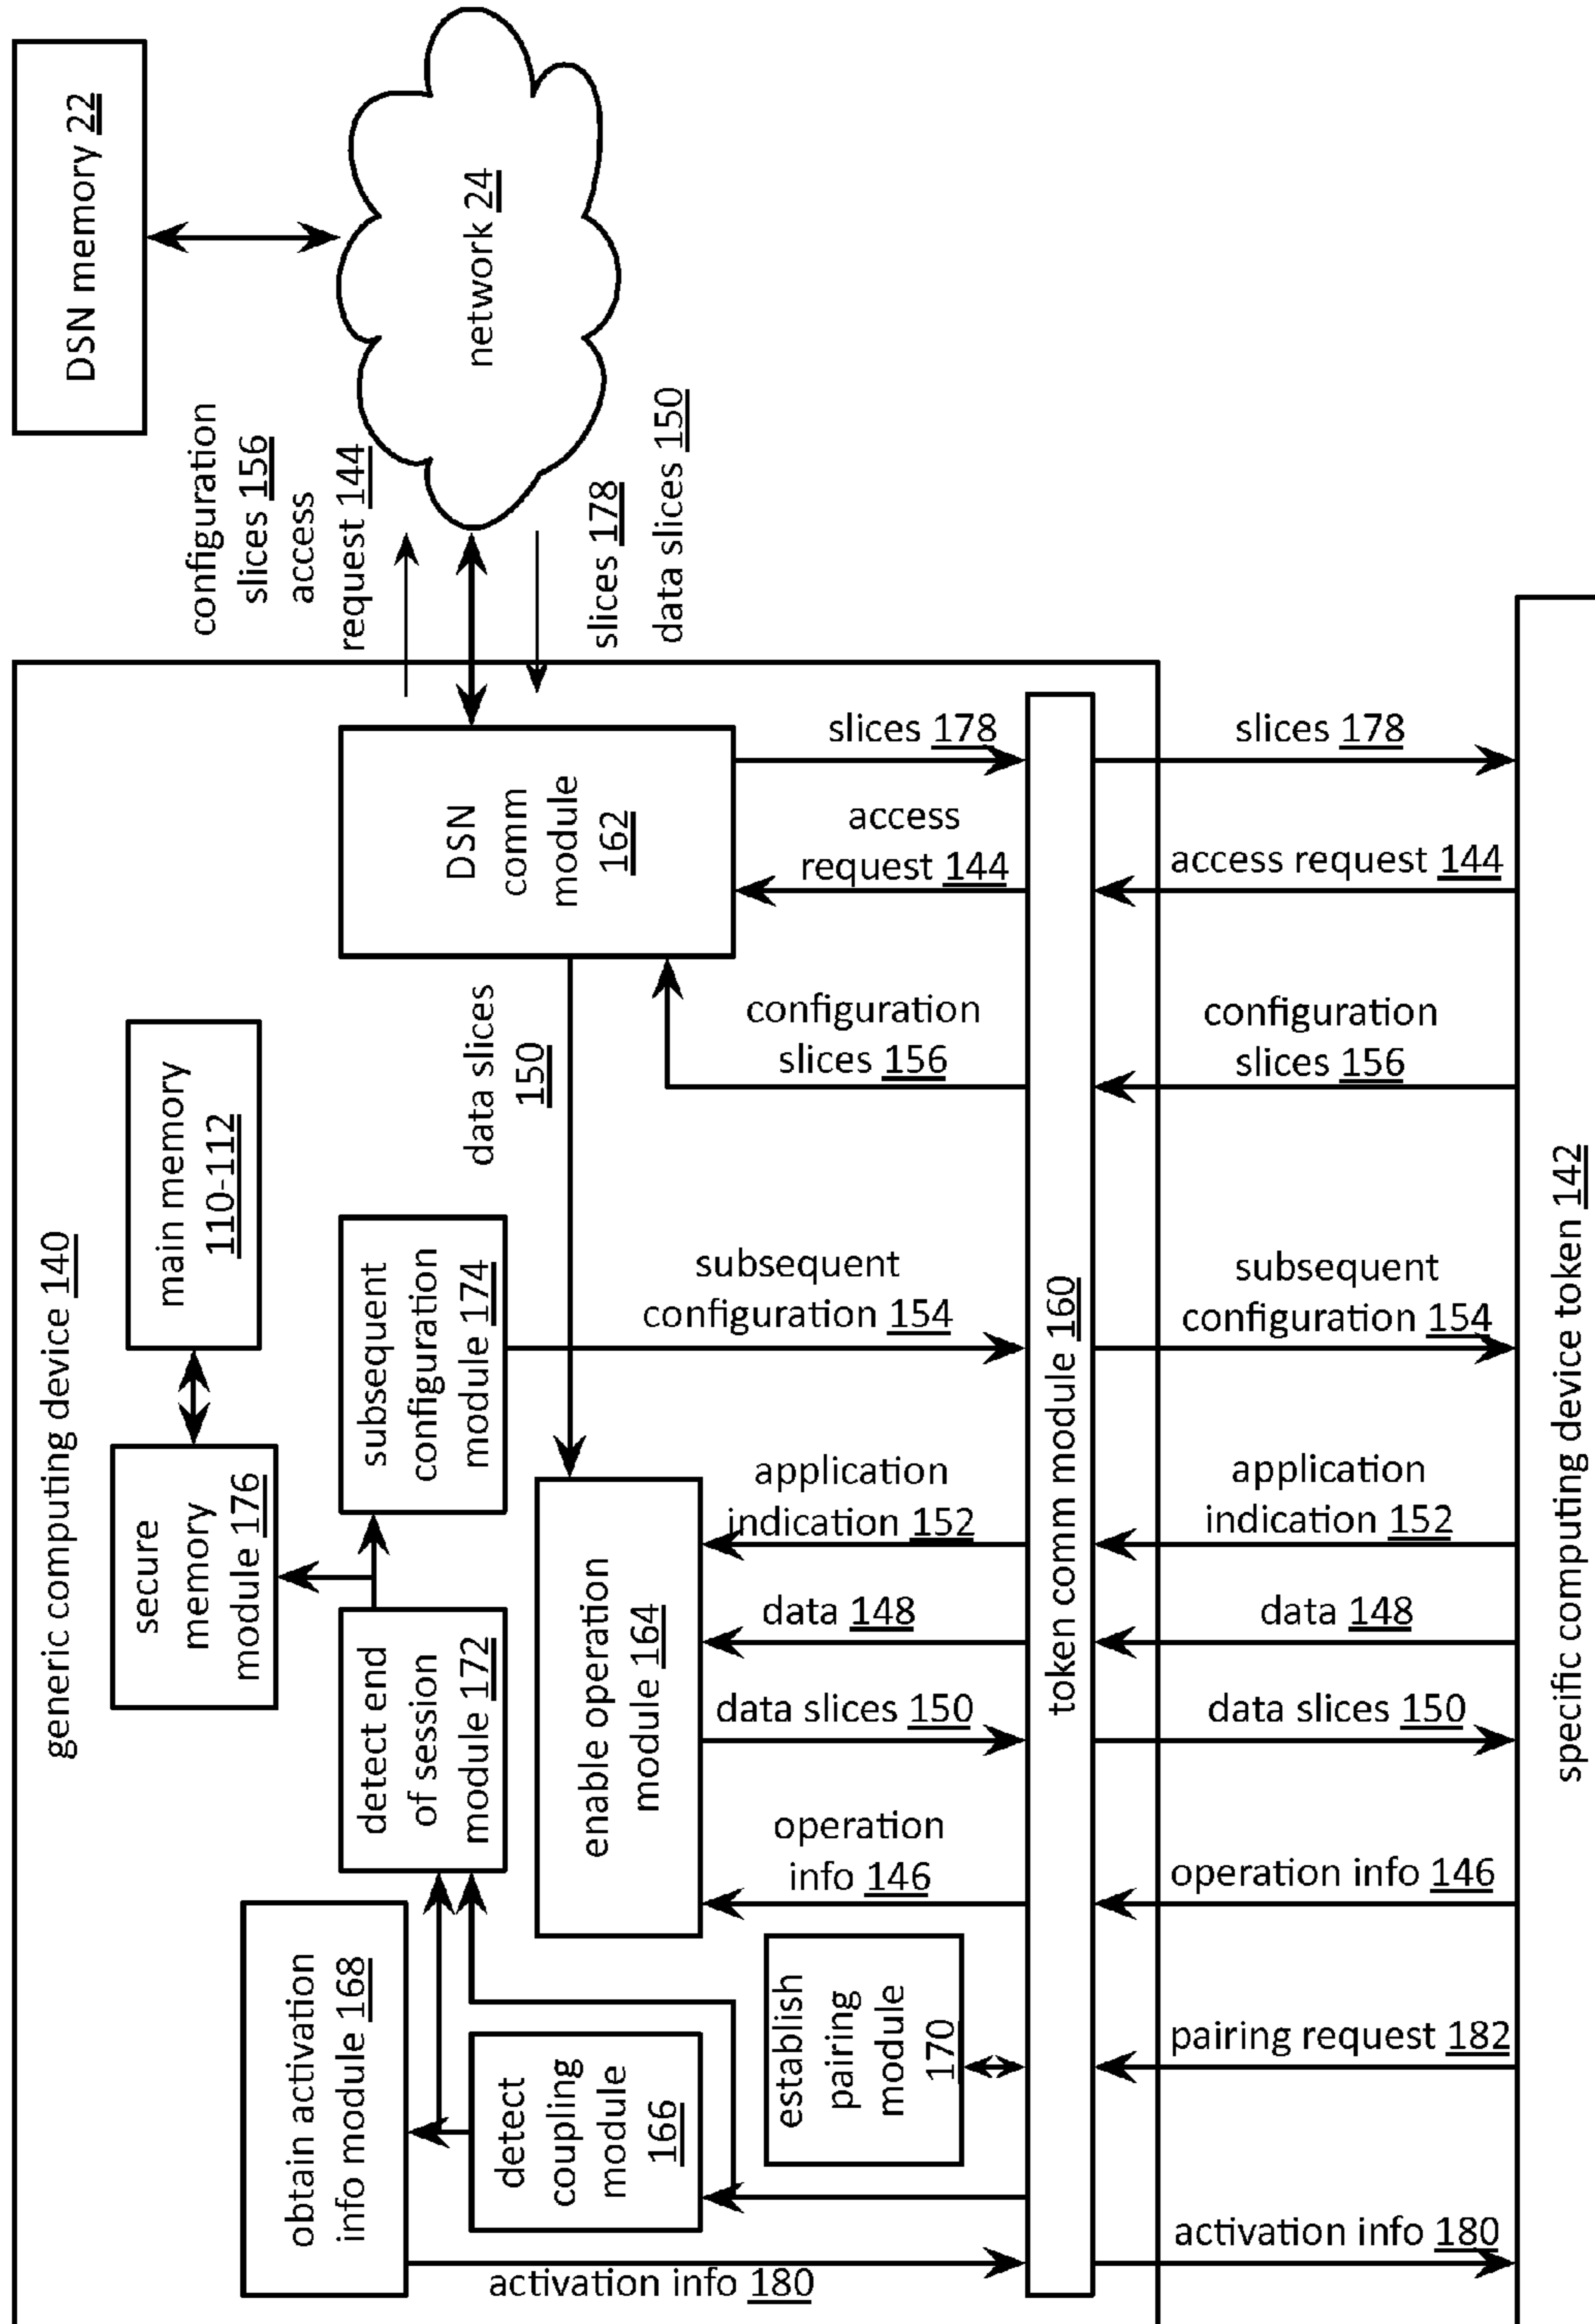 DSN memory 22
network 24
configuration
slices 156
access
request 144
slices 178
data slices 150
generic computing device 140
main memory
110-112
secure
memory
module 176
DSN
comm
module
162
data slices
150
subsequent
configuration
module 174
detect end
of session
module 172
obtain activation
info module 168
enable operation
module 164
detect
coupling
module
166
establish
pairing
module
170
slices 178
access
request 144
configuration
slices 156
subsequent
configuration 154
application
indication 152
data 148
data slices 150
operation
info 146
activation info 180
token comm module 160
slices 178
access request 144
configuration
slices 156
subsequent
configuration 154
application
indication 152
data 148
data slices 150
operation info 146
pairing request 182
activation info 180
specific computing device token 142